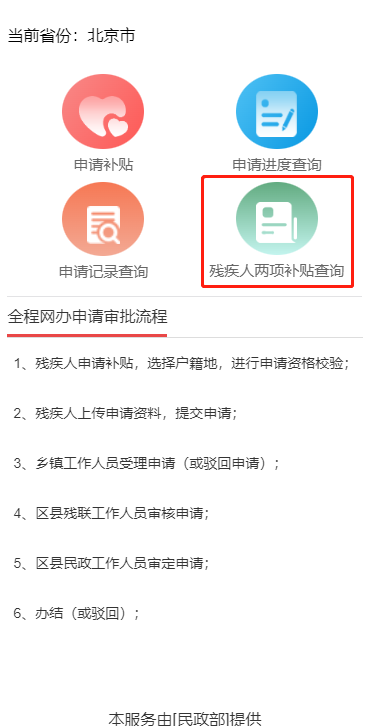 当前省份：北京市
申请补贴
申请进度查询
申请记录查询
残疾人两项补贴查询
全程网办申请审批流程
1、残疾人申请补贴，选择户籍地，进行申请资格校验；
2、残疾人上传申请资料，提交申请；
3、乡镇工作人员受理申请（或驳回申请）；
4、区县残联工作人员审核申请；
5、区县民政工作人员审定申请；
6、办结（或驳回）；
本服务由[民政部]提供